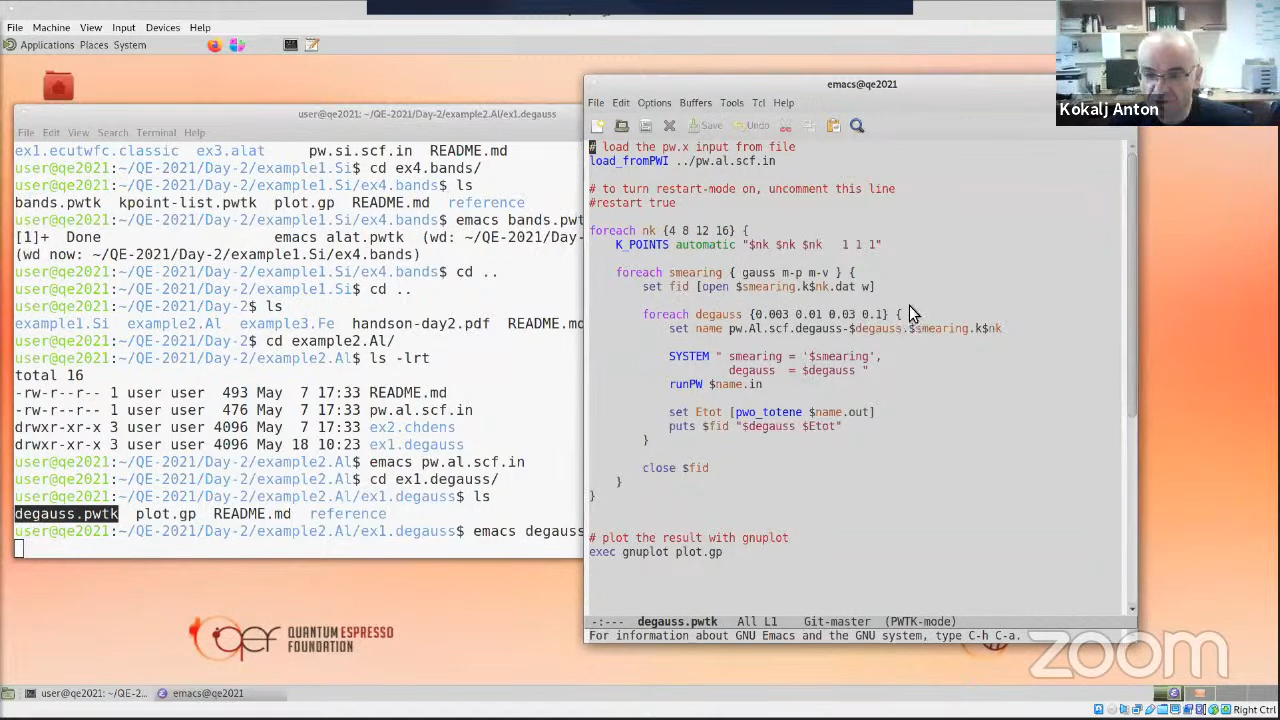 File Machine View Input Devices Help
Applications Places System
Kokalj Anton
user@qe2021: ~/QE-2021/Day-2/example2.Al/ex1.degauss
File Edit View Search Terminal Help
ex1.ecutwfc.classic ex3.alat pw.si.scf.in README.md
user@qe2021:~/QE-2021/Day-2/example1.Si$ cd ex4.bands/
user@qe2021:~/QE-2021/Day-2/example1.Si/ex4.bands$ ls
bands.pwtk kpoint-list.pwtk plot.gp README.md reference
user@qe2021:~/QE-2021/Day-2/example1.Si/ex4.bands$ emacs bands.pwt
[1]+ Done emacs alat.pwtk (wd: ~/QE-2021/Day-2/example1.Si/
(wd now: ~/QE-2021/Day-2/example1.Si/ex4.bands)
user@qe2021:~/QE-2021/Day-2/example1.Si/ex4.bands$ cd ..
user@qe2021:~/QE-2021/Day-2/example1.Si$ cd ..
user@qe2021:~/QE-2021/Day-2$ ls
example1.Si example2.Al example3.Fe handson-day2.pdf README.md
user@qe2021:~/QE-2021/Day-2$ cd example2.Al/
user@qe2021:~/QE-2021/Day-2/example2.Al$ ls -lrt
total 16
-rw-r--r-- 1 user user 493 May 7 17:33 README.md
-rw-r--r-- 1 user user 476 May 7 17:33 pw.al.scf.in
drwxr-xr-x 3 user user 4096 May 7 17:33 ex2.chdens
drwxr-xr-x 3 user user 4096 May 18 10:23 ex1.degauss
user@qe2021:~/QE-2021/Day-2/example2.Al$ emacs pw.al.scf.in
user@qe2021:~/QE-2021/Day-2/example2.Al$ cd ex1.degauss/
user@qe2021:~/QE-2021/Day-2/example2.Al/ex1.degauss$ ls
degauss.pwtk plot.gp README.md reference
user@qe2021:~/QE-2021/Day-2/example2.Al/ex1.degauss$ emacs degauss
emacs@qe2021
File Edit Options Buffers Tools Tcl Help
Save Undo
# load the pw.x input from file
load_fromPWI ../pw.al.scf.in
# to turn restart-mode on, uncomment this line
#restart true
foreach nk {4 8 12 16} {
K_POINTS automatic "$nk $nk $nk 1 1 1"
foreach smearing { gauss m-p m-v } {
set fid [open $smearing.k$nk.dat w]
foreach degauss {0.003 0.01 0.03 0.1} {
set name pw.Al.scf.degauss-$degauss.$smearing.k$nk
SYSTEM " smearing = '$smearing',
degauss = $degauss "
runPW $name.in
set Etot [pwo_totene $name.out]
puts $fid "$degauss $Etot"
}
close $fid
}
}
# plot the result with gnuplot
exec gnuplot plot.gp
-:--- degauss.pwtk All L1 Git-master (PWTK-mode)
For information about GNU Emacs and the GNU system, type C-h C-a.
QUANTUM ESPRESSO
FOUNDATION
zoom
user@qe2021: ~/QE-2...
emacs@qe2021
Right Ctrl